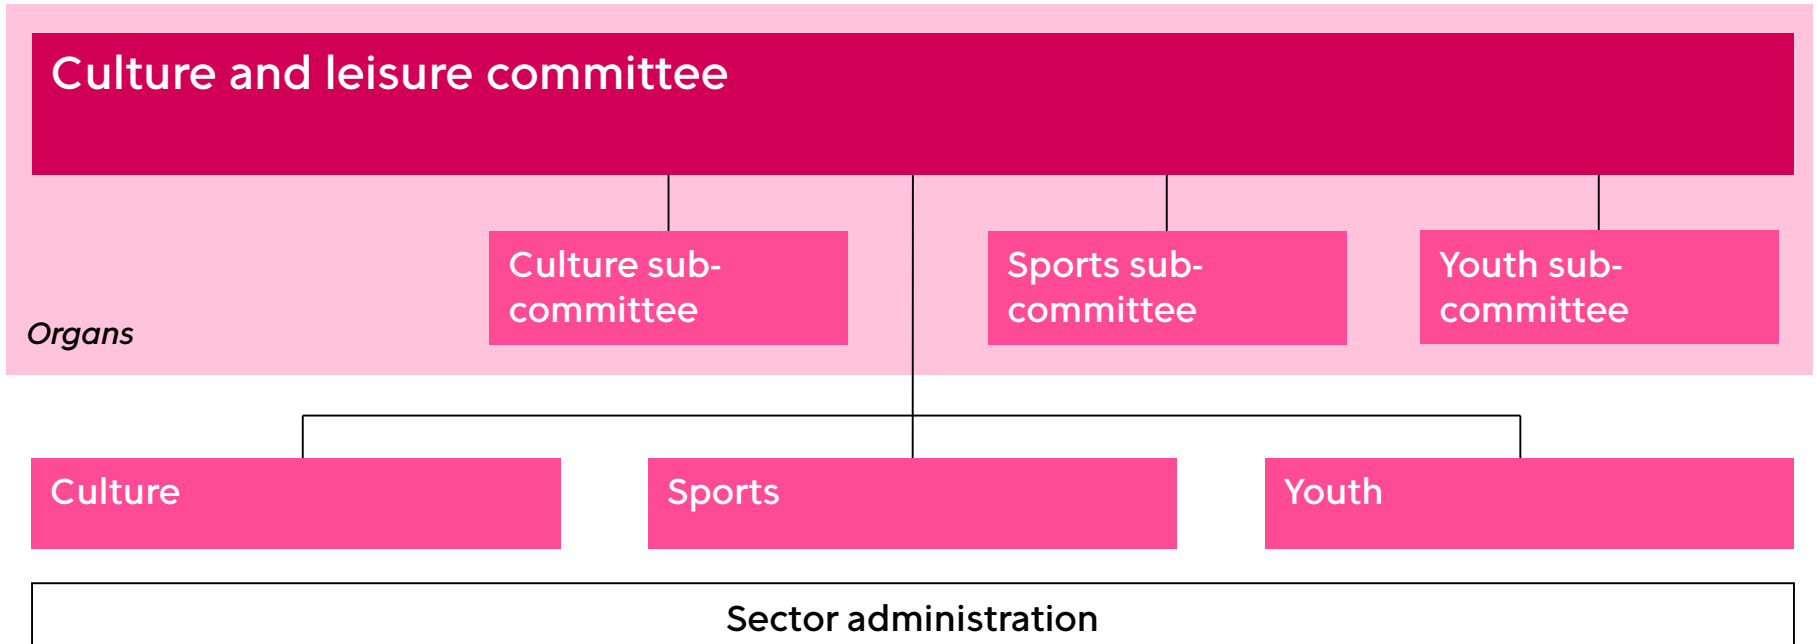 Culture and leisure committee
Culture sub-
committee
Sports sub-
committee
Youth sub-
committee
Organs
Culture
Sports
Youth
Sector administration